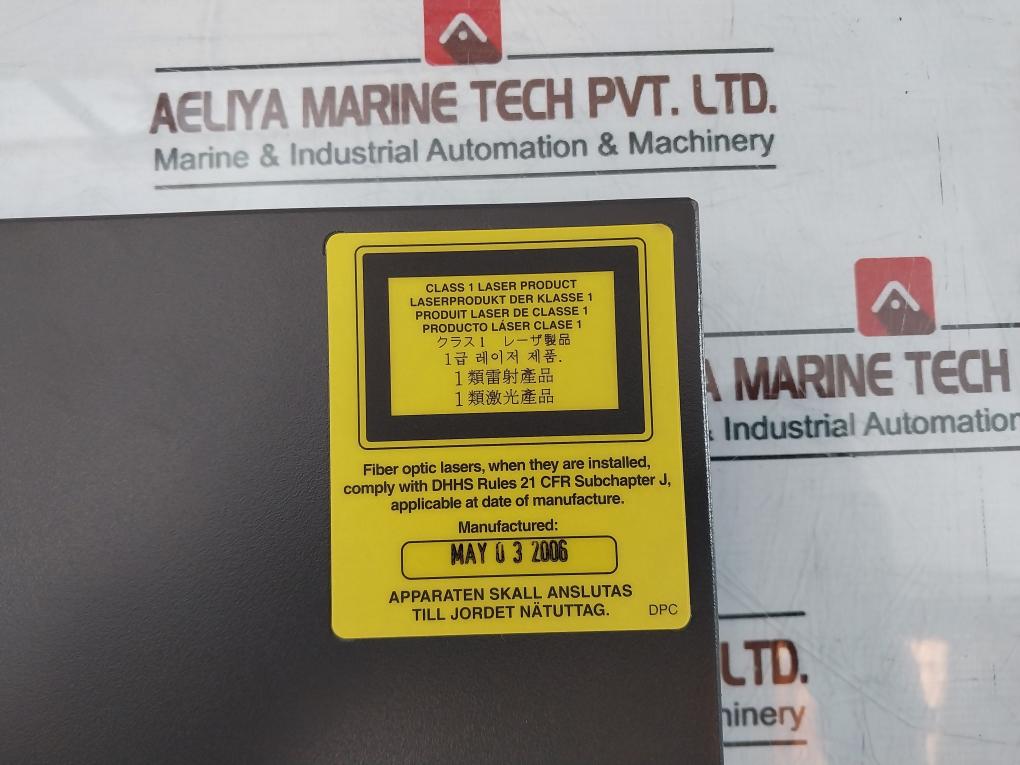 AELIYA MARINE TECH PVT. LTD.
Marine & Industrial Automation & Machinery
CLASS 1 LASER PRODUCT
LASERPRODUKT DER KLASSE 1
PRODUIT LASER DE CLASSE 1
PRODUCTO LÁSER CLASE 1
クラス1 レーザ製品
1급 레이저 제품.
1類雷射產品
1類激光產品
Fiber optic lasers, when they are installed,
comply with DHHS Rules 21 CFR Subchapter J,
applicable at date of manufacture.
Manufactured:
MAY 0 3 2006
APPARATEN SKALL ANSLUTAS
TILL JORDET NÄTUTTAG.
DPC
A MARINE TECH
& Industrial Automation
LTD.
hinery